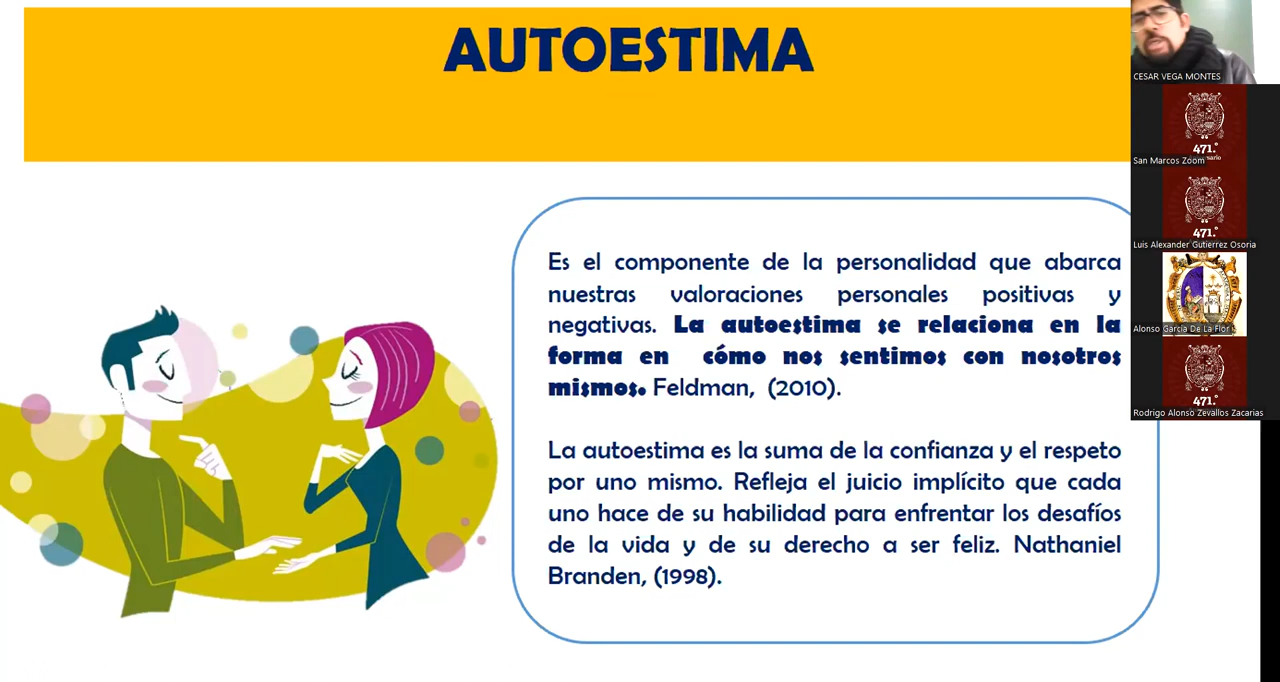 AUTOESTIMA
Es el componente de la personalidad que abarca
nuestras valoraciones personales positivas y
negativas. La autoestima se relaciona en la
forma en cómo nos sentimos con nosotros
mismos. Feldman, (2010).
La autoestima es la suma de la confianza y el respeto
por uno mismo. Refleja el juicio implícito que cada
uno hace de su habilidad para enfrentar los desafíos
de la vida y de su derecho a ser feliz. Nathaniel
Branden, (1998).
CESAR VEGA MONTES
471.°
San Marcos Zoom
471.°
Luis Alexander Gutierrez Osoria
Alonso García De La Flor
471.°
Rodrigo Alonso Zevallos Zacarias